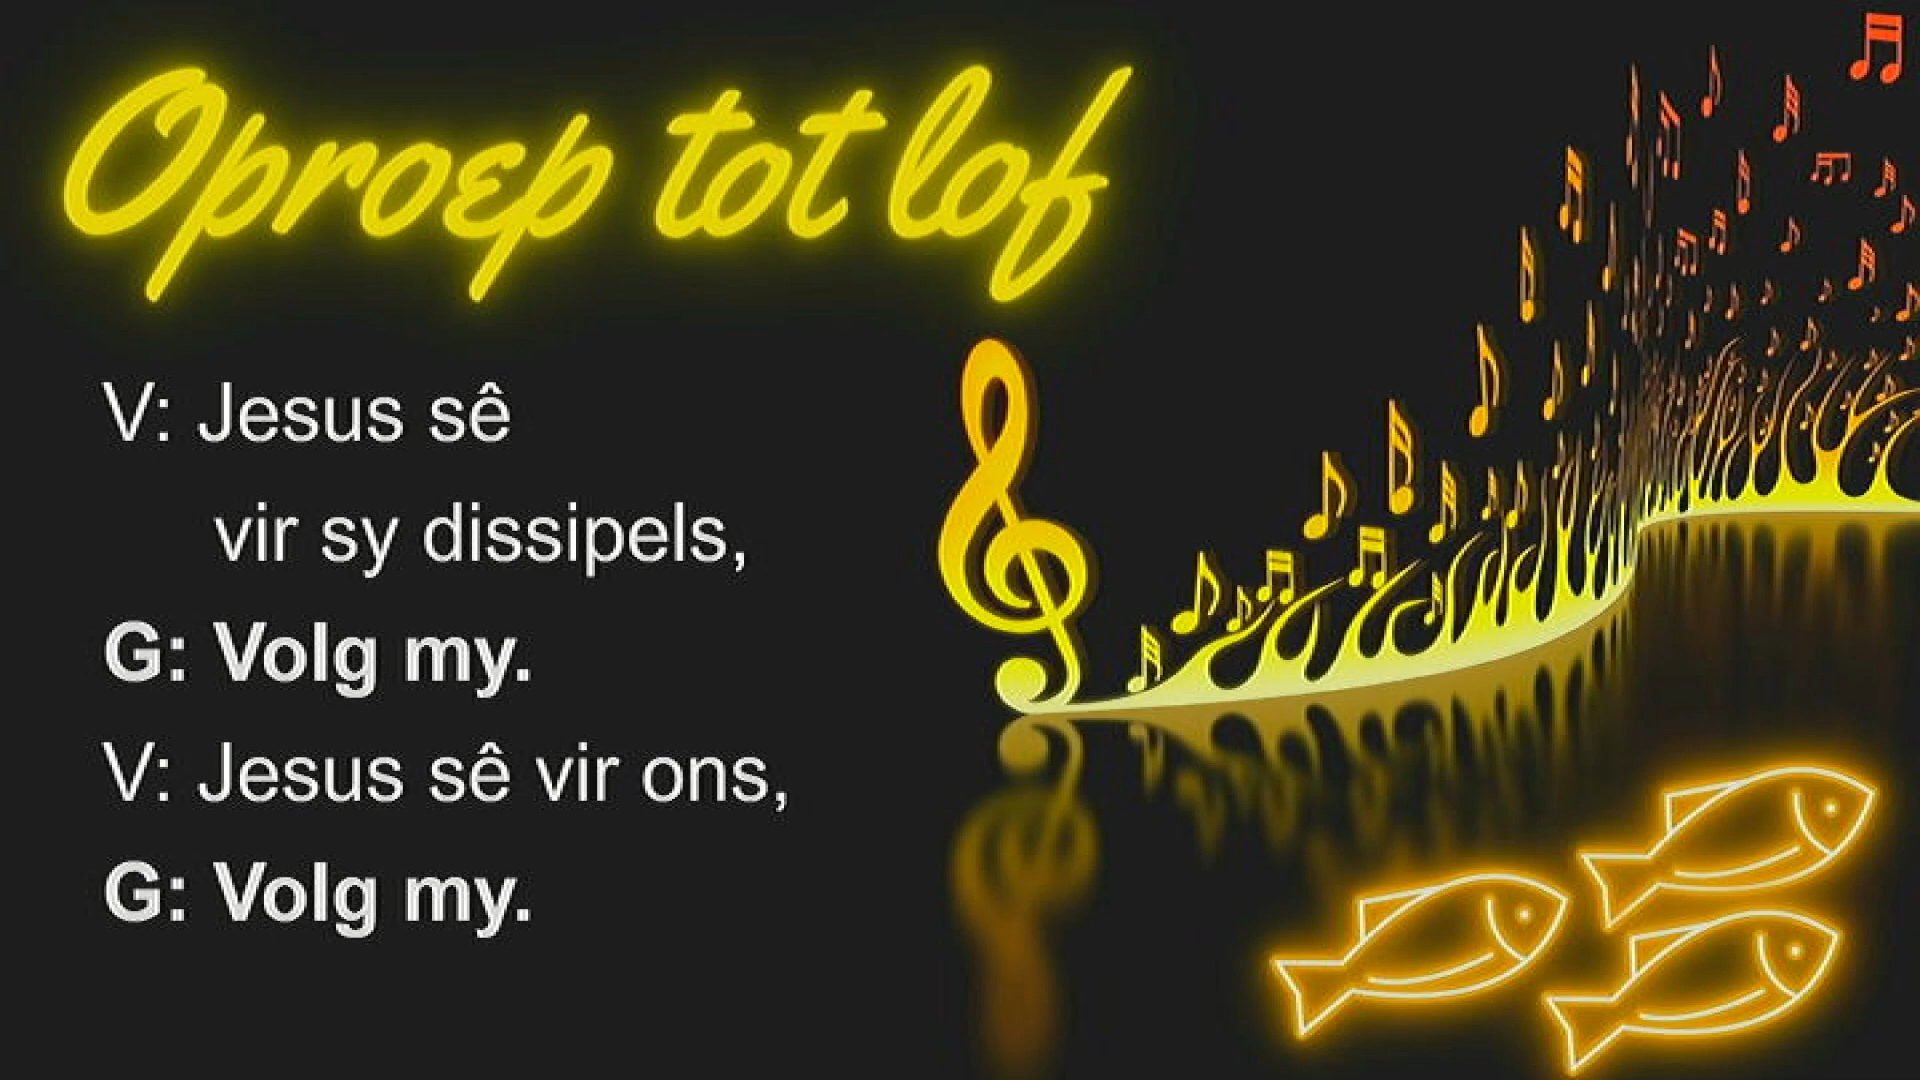 Oproep tot lof
V: Jesus sê
vir sy dissipels,
G: Volg my.
V: Jesus sê vir ons,
G: Volg my.